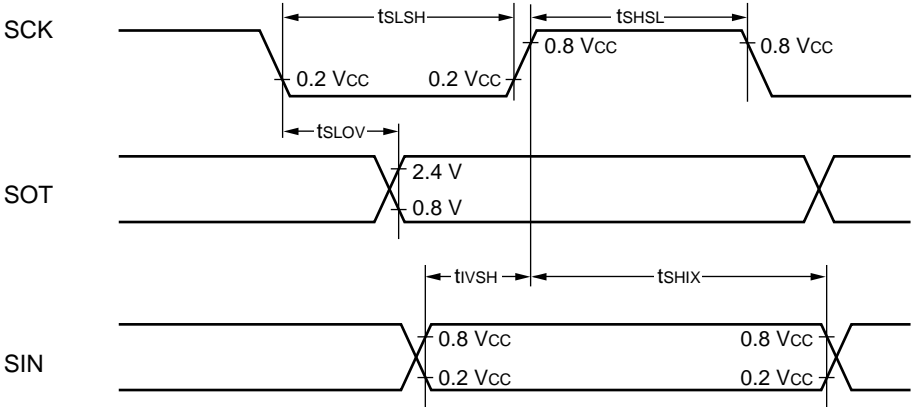 tSLSH
tSHSL
SCK
0.8 VCC
0.8 VCC
0.2 VCC
0.2 VCC
tSLOV
SOT
2.4 V
0.8 V
tIVSH
tSHIX
SIN
0.8 VCC
0.8 VCC
0.2 VCC
0.2 VCC